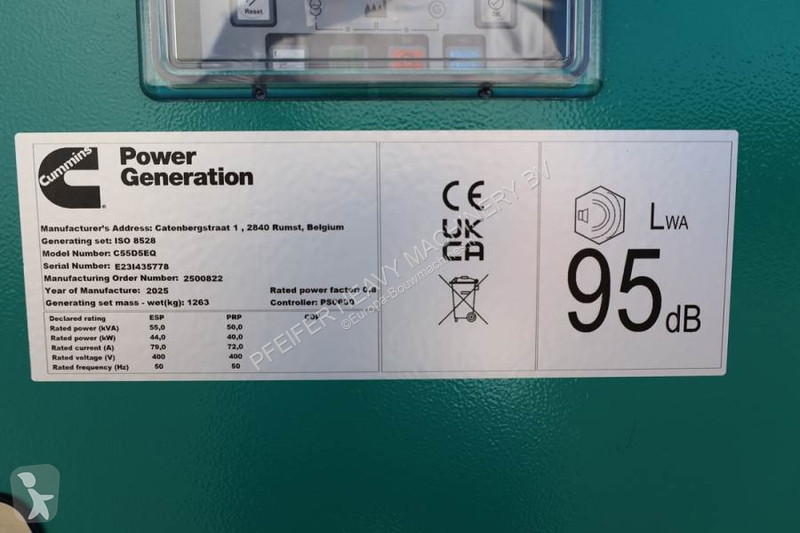 Reset
Cummins
Power
Generation
Manufacturer's Address: Catenbergstraat 1 , 2840 Rumst, Belgium
Generating set: ISO 8528
Model Number: C55D5EQ
Serial Number: E23I435778
Manufacturing Order Number: 2500822
Year of Manufacture: 2025 Rated power factor: 0.8
Generating set mass - wet(kg): 1263 Controller:
Declared rating ESP PRP
Rated power (kVA) 55,0 50,0
Rated power (kW) 44,0 40,0
Rated current (A) 79,0 72,0
Rated voltage (V) 400 400
Rated frequency (Hz) 50 50
CE
UK
CA
LWA
95dB
PFEIFER HEAVY MACHINERY BV
©Europa-Bouwmachines